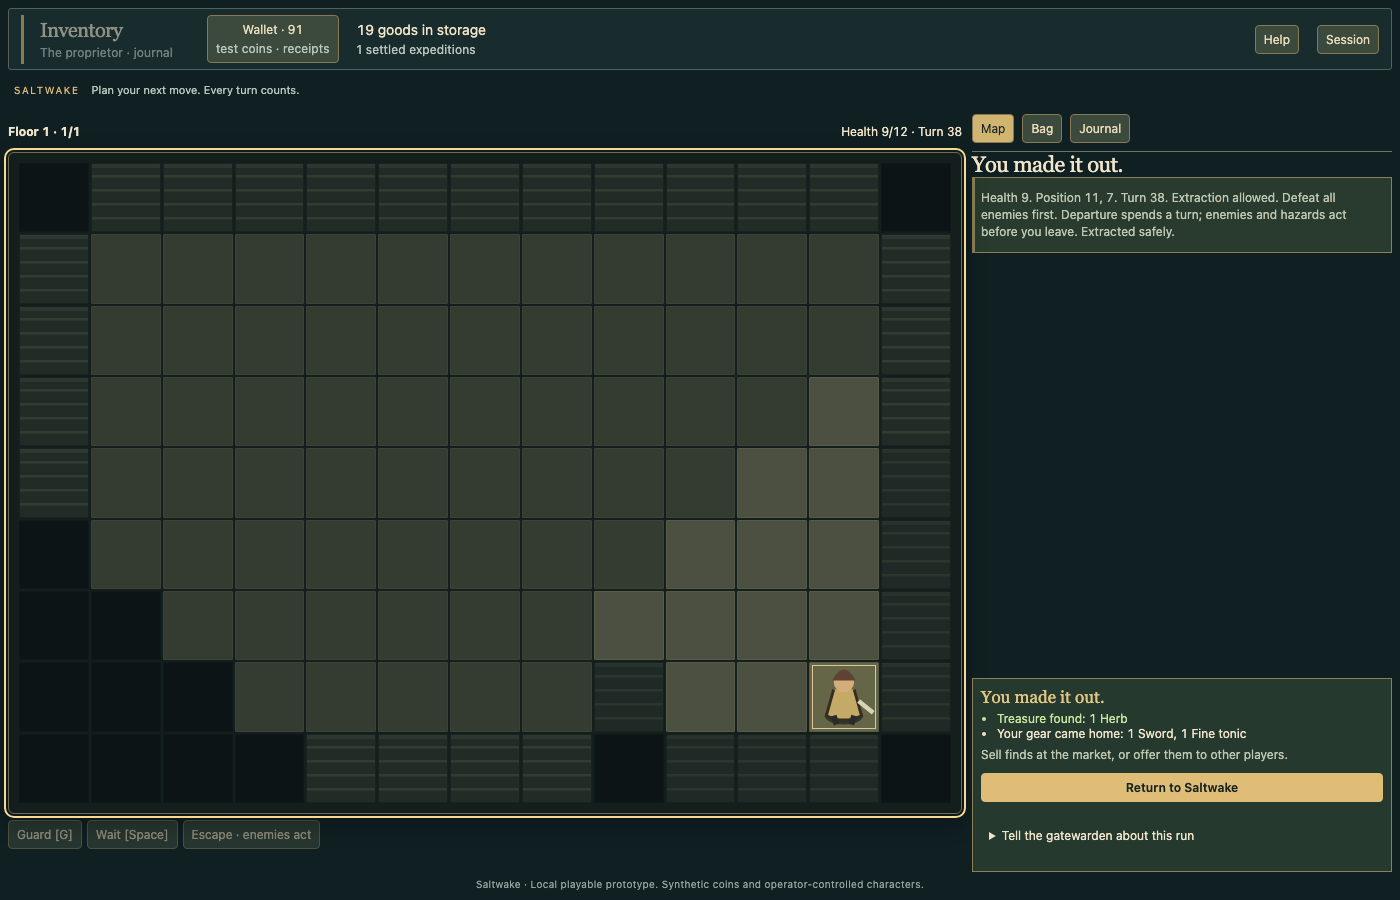 Inventory
The proprietor · journal
Wallet · 91
test coins · receipts
19 goods in storage
1 settled expeditions
Help
Session
SALTWAKE Plan your next move. Every turn counts.
Floor 1 · 1/1
Health 9/12 · Turn 38
Map
Bag
Journal
You made it out.
Health 9. Position 11, 7. Turn 38. Extraction allowed. Defeat all
enemies first. Departure spends a turn; enemies and hazards act
before you leave. Extracted safely.
You made it out.
• Treasure found: 1 Herb
• Your gear came home: 1 Sword, 1 Fine tonic
Sell finds at the market, or offer them to other players.
Return to Saltwake
▶ Tell the gatewarden about this run
Guard [G]
Wait [Space]
Escape · enemies act
Saltwake · Local playable prototype. Synthetic coins and operator-controlled characters.